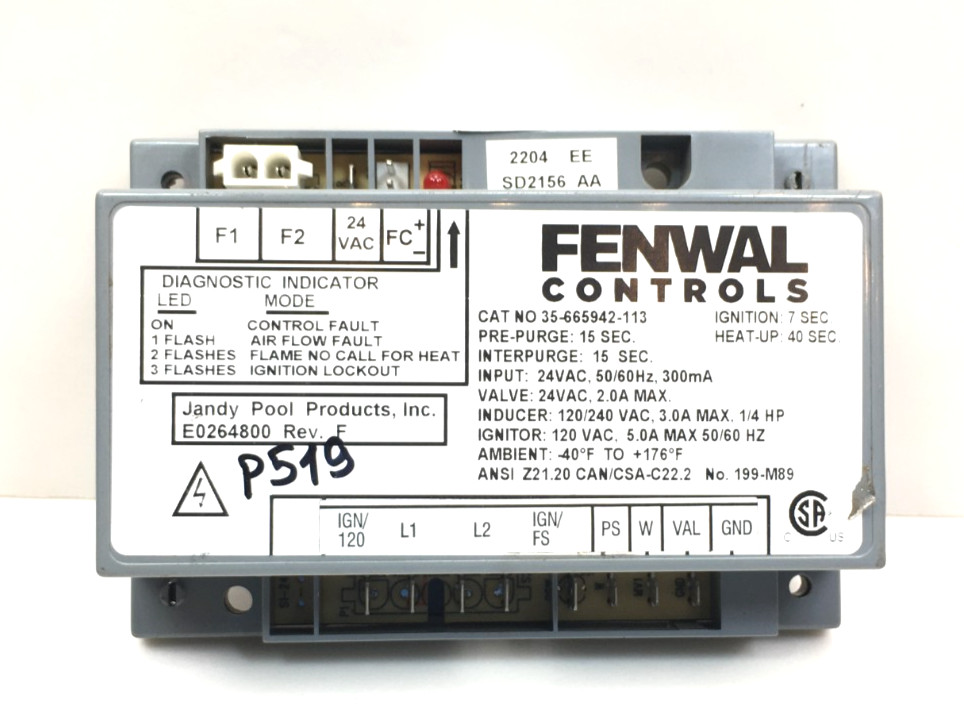 2204 EE
SD2156 AA
F1 F2 24 VAC FC + -
FENWAL
CONTROLS
DIAGNOSTIC INDICATOR
LED MODE
ON CONTROL FAULT
1 FLASH AIR FLOW FAULT
2 FLASHES FLAME NO CALL FOR HEAT
3 FLASHES IGNITION LOCKOUT
CAT NO 35-665942-113 IGNITION: 7 SEC
PRE-PURGE: 15 SEC. HEAT-UP: 40 SEC.
INTERPURGE: 15 SEC.
INPUT: 24VAC, 50/60Hz, 300mA
VALVE: 24VAC, 2.0A MAX.
INDUCER: 120/240 VAC, 3.0A MAX. 1/4 HP
IGNITOR: 120 VAC, 5.0A MAX 50/60 HZ
AMBIENT: -40°F TO +176°F
ANSI Z21.20 CAN/CSA-C22.2 No. 199-M89
Jandy Pool Products, Inc.
E0264800 Rev. F
P519
IGN/120 L1 L2 IGN/FS PS W VAL GND
C SA US